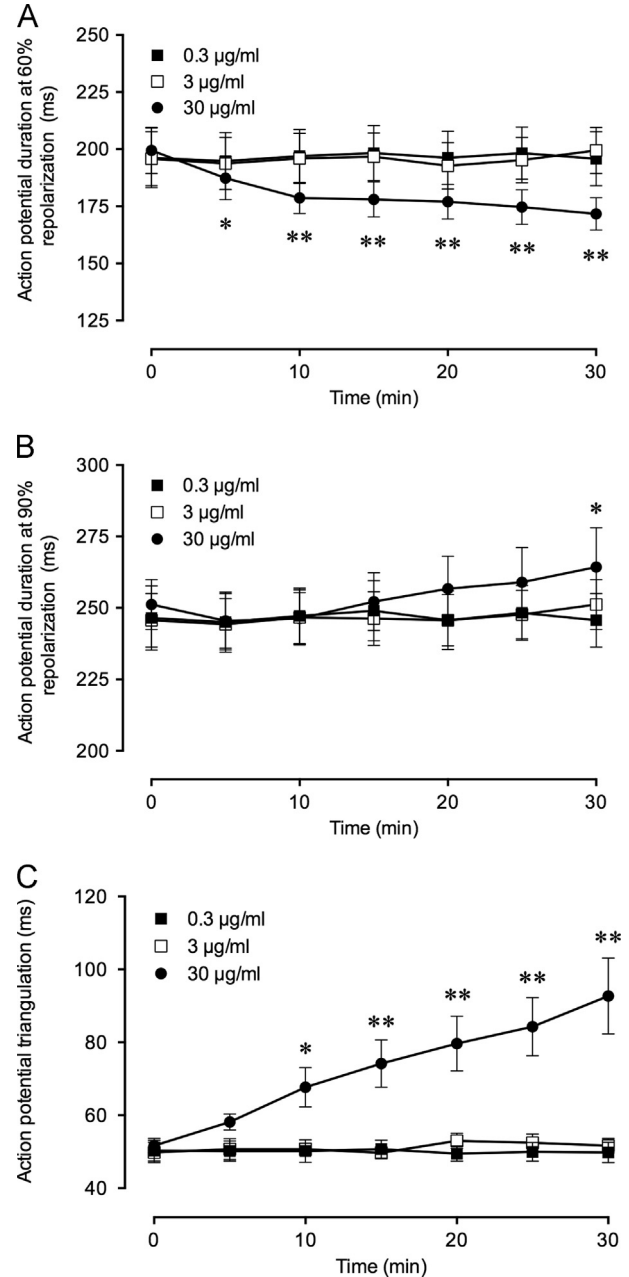 A
Action potential duration at 60%
repolarization (ms)
250
225
200
175
150
125
0.3 µg/ml
3 µg/ml
30 µg/ml
* ** ** ** ** **
0 10 20 30
Time (min)
B
Action potential duration at 90%
repolarization (ms)
300
275
250
225
200
0.3 µg/ml
3 µg/ml
30 µg/ml
*
0 10 20 30
Time (min)
C
Action potential triangulation (ms)
120
100
80
60
40
0.3 µg/ml
3 µg/ml
30 µg/ml
* ** ** ** **
0 10 20 30
Time (min)